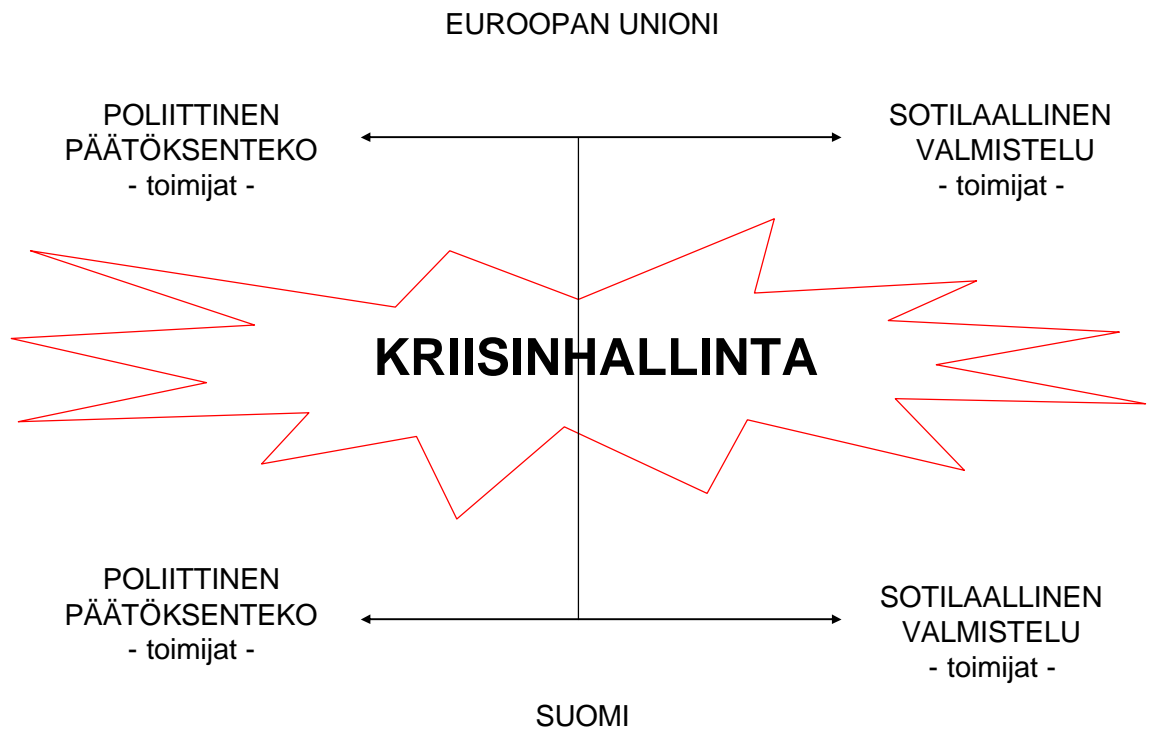 EUROOPAN UNIONI
POLIITTINEN
PÄÄTÖKSENTEKO
- toimijat -
SOTILAALLINEN
VALMISTELU
- toimijat -
KRIISINHALLINTA
POLIITTINEN
PÄÄTÖKSENTEKO
- toimijat -
SOTILAALLINEN
VALMISTELU
- toimijat -
SUOMI